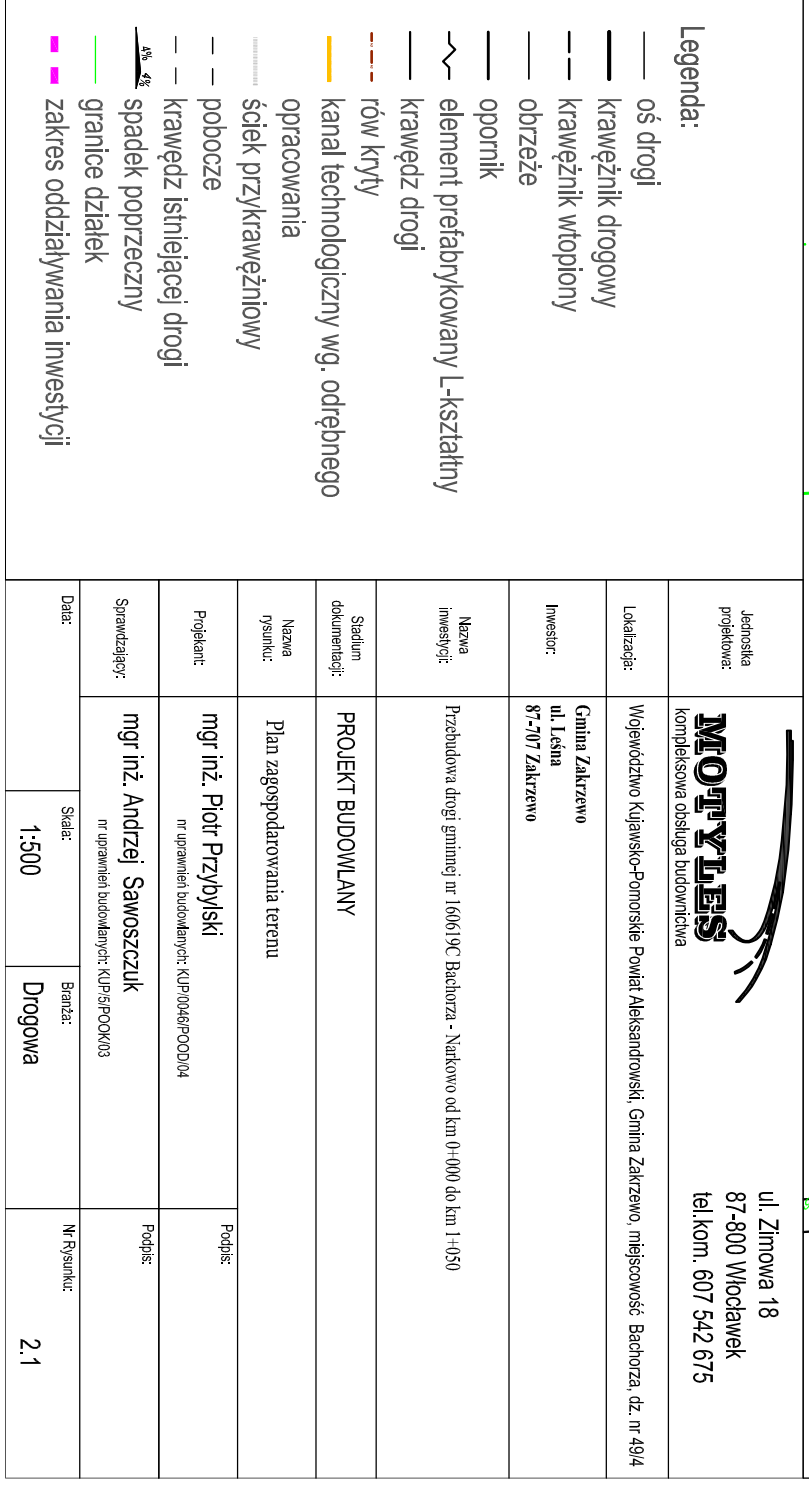 Legenda:
oś drogi
krawężnik drogowy
krawężnik wtopiony
obrzeże
opornik
element prefabrykowany L-kształtny
krawędz drogi
rów kryty
kanal technologiczny wg. odrębnego
opracowania
ściek przykrawężniowy
pobocze
krawędz istniejącej drogi
4% 4%
spadek poprzeczny
granice działek
zakres oddziaływania inwestycji
Jednostka
projektowa:
MOTYLES
kompleksowa obsługa budownictwa
ul. Zimowa 18
87-800 Włocławek
tel.kom. 607 542 675
Lokalizacja:
Województwo Kujawsko-Pomorskie Powiat Aleksandrowski, Gmina Zakrzewo, miejscowość Bachorza, dz. nr 49/4
Inwestor:
Gmina Zakrzewo
ul. Leśna
87-707 Zakrzewo
Nazwa
inwestycji:
Przebudowa drogi gminnej nr 160619C Bachorza - Narkowo od km 0+000 do km 1+050
Stadium
dokumentacji:
PROJEKT BUDOWLANY
Nazwa
rysunku:
Plan zagospodarowania terenu
Projekant:
mgr inż. Piotr Przybylski
nr uprawnień budowlanych: KUP/0046/POOD/04
Podpis:
Sprawdzający:
mgr inż. Andrzej Sawoszczuk
nr uprawnień budowlanych: KUP/5/POOK/03
Podpis:
Data:
Skala:
1:500
Branża:
Drogowa
Nr Rysunku:
2.1